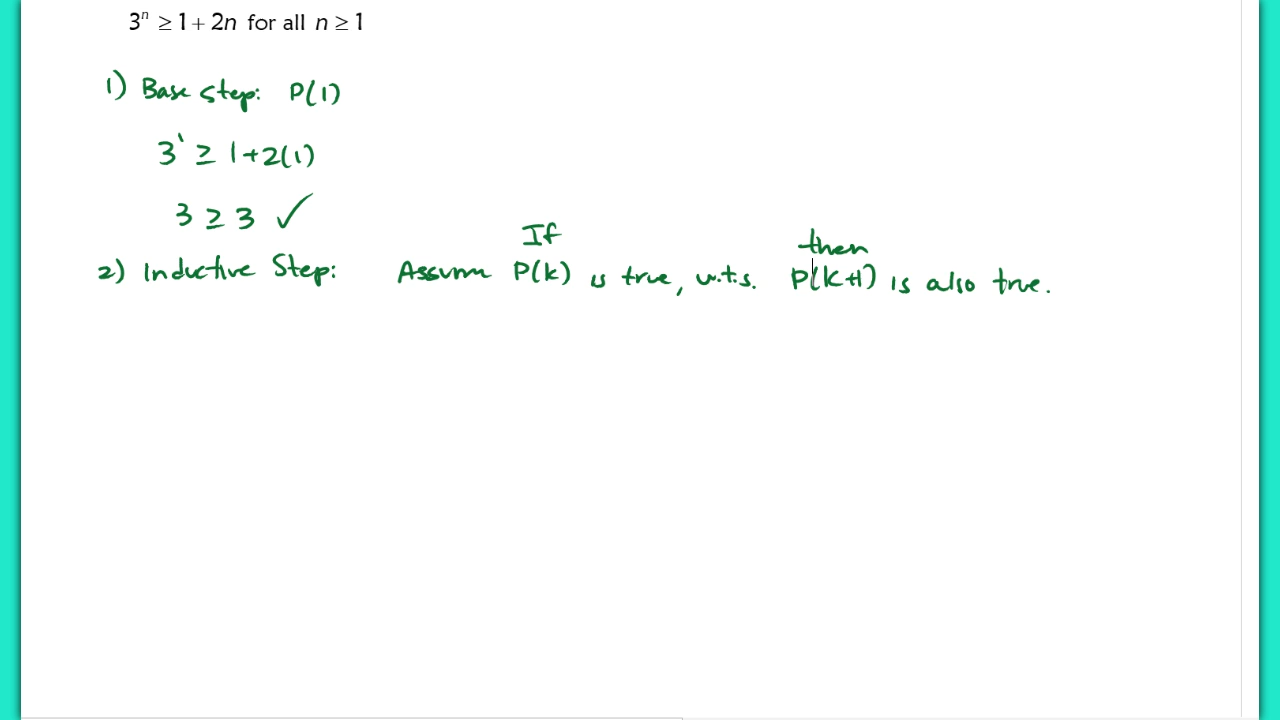 3ⁿ ≥ 1 + 2n for all n ≥ 1
1) Base step: P(1)
3¹ ≥ 1+2(1)
3 ≥ 3 ✓
If then
2) Inductive Step: Assume P(k) is true, w.t.s. P(k+1) is also true.